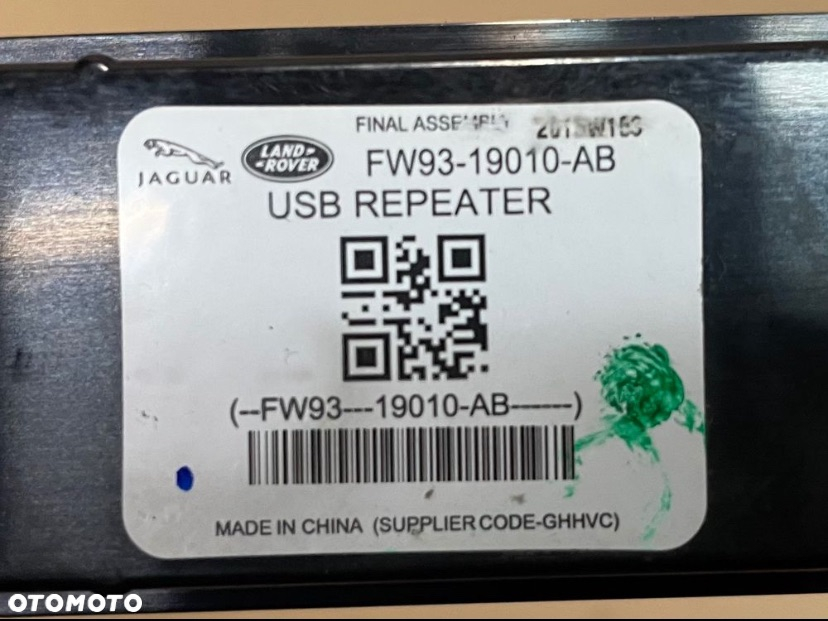 FINAL ASSEMBLY
JAGUAR
LAND-
-ROVER
FW93-19010-AB
USB REPEATER
(--FW93---19010-AB------)
MADE IN CHINA (SUPPLIER CODE-GHHVC)
OTOMOTO